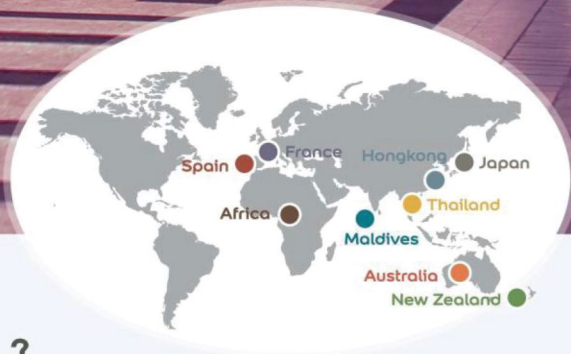 France
Spain
Hongkong
Japan
Africa
Thailand
Maldives
Australia
New Zealand
?